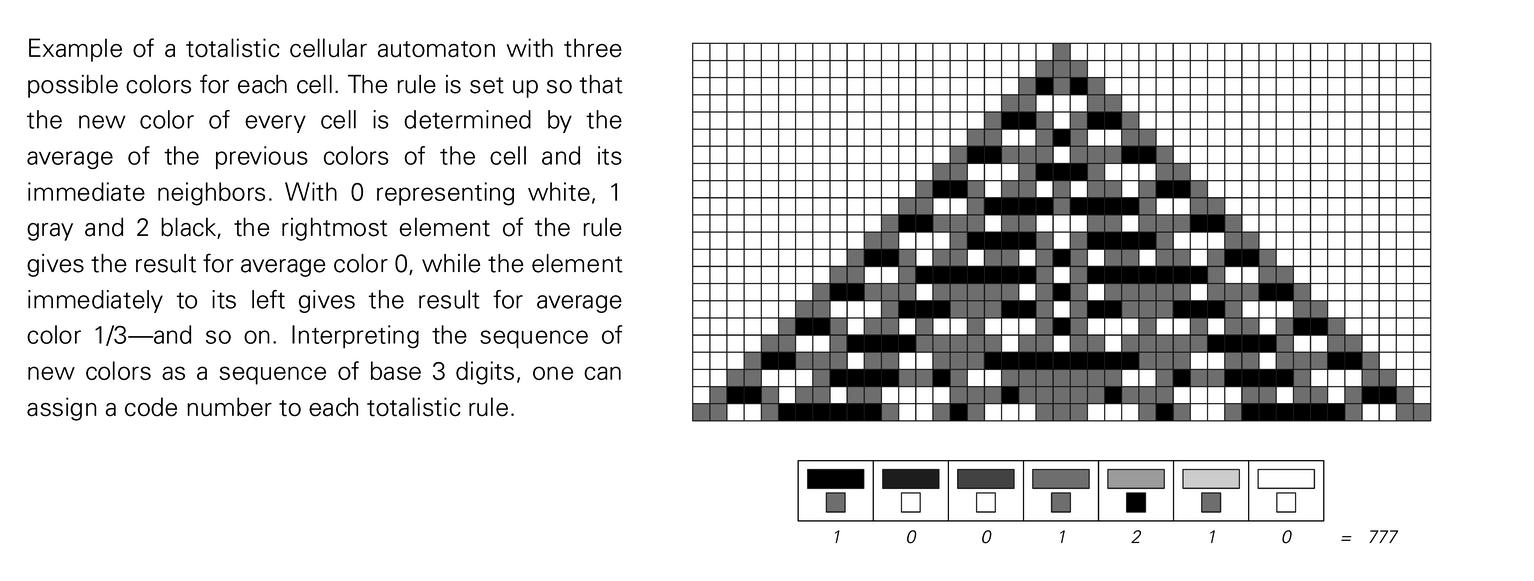 Example of a totalistic cellular automaton with three
possible colors for each cell. The rule is set up so that
the new color of every cell is determined by the
average of the previous colors of the cell and its
immediate neighbors. With 0 representing white, 1
gray and 2 black, the rightmost element of the rule
gives the result for average color 0, while the element
immediately to its left gives the result for average
color 1/3—and so on. Interpreting the sequence of
new colors as a sequence of base 3 digits, one can
assign a code number to each totalistic rule.
1 0 0 1 2 1 0 = 777